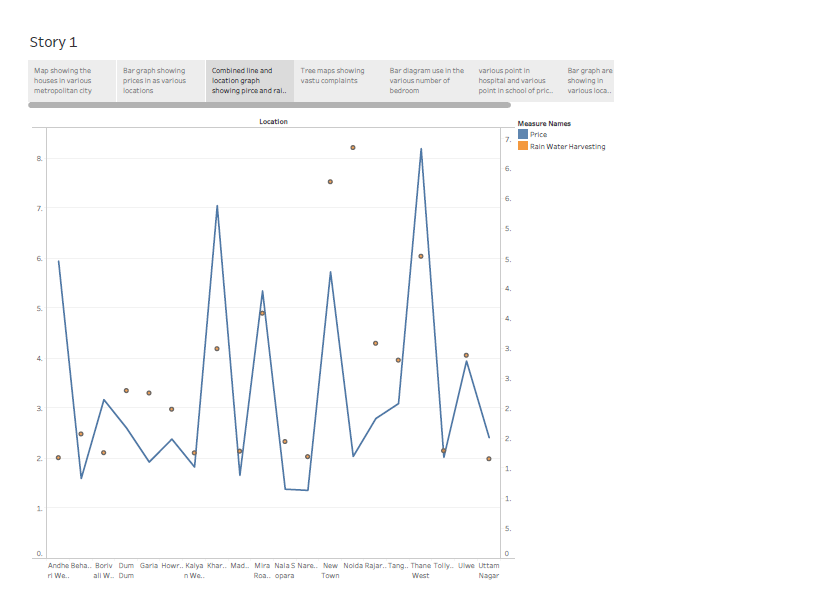 Story 1
Map showing the
houses in various
metropolitan city
Bar graph showing
prices in as various
locations
Combined line and
location graph
showing pirce and rai..
Tree maps showing
vastu complaints
Bar diagram use in the
various number of
bedroom
various point in
hospital and various
point in school of pric..
Bar graph are
showing in
various loca..
Location
Measure Names
Price
Rain Water Harvesting
8.
7.
6.
5.
4.
3.
2.
1.
0.
7.
6.
6.
5.
5.
4.
4.
3.
3.
2.
2.
1.
1.
5.
0
Andhe
ri We..
Beha..
Boriv
ali W..
Dum
Dum
Garia
Howr..
Kalya
n We..
Khar..
Mad..
Mira
Roa..
Nala S
opara
Nare..
New
Town
Noida
Rajar..
Tang..
Thane
West
Tolly..
Ulwe
Uttam
Nagar